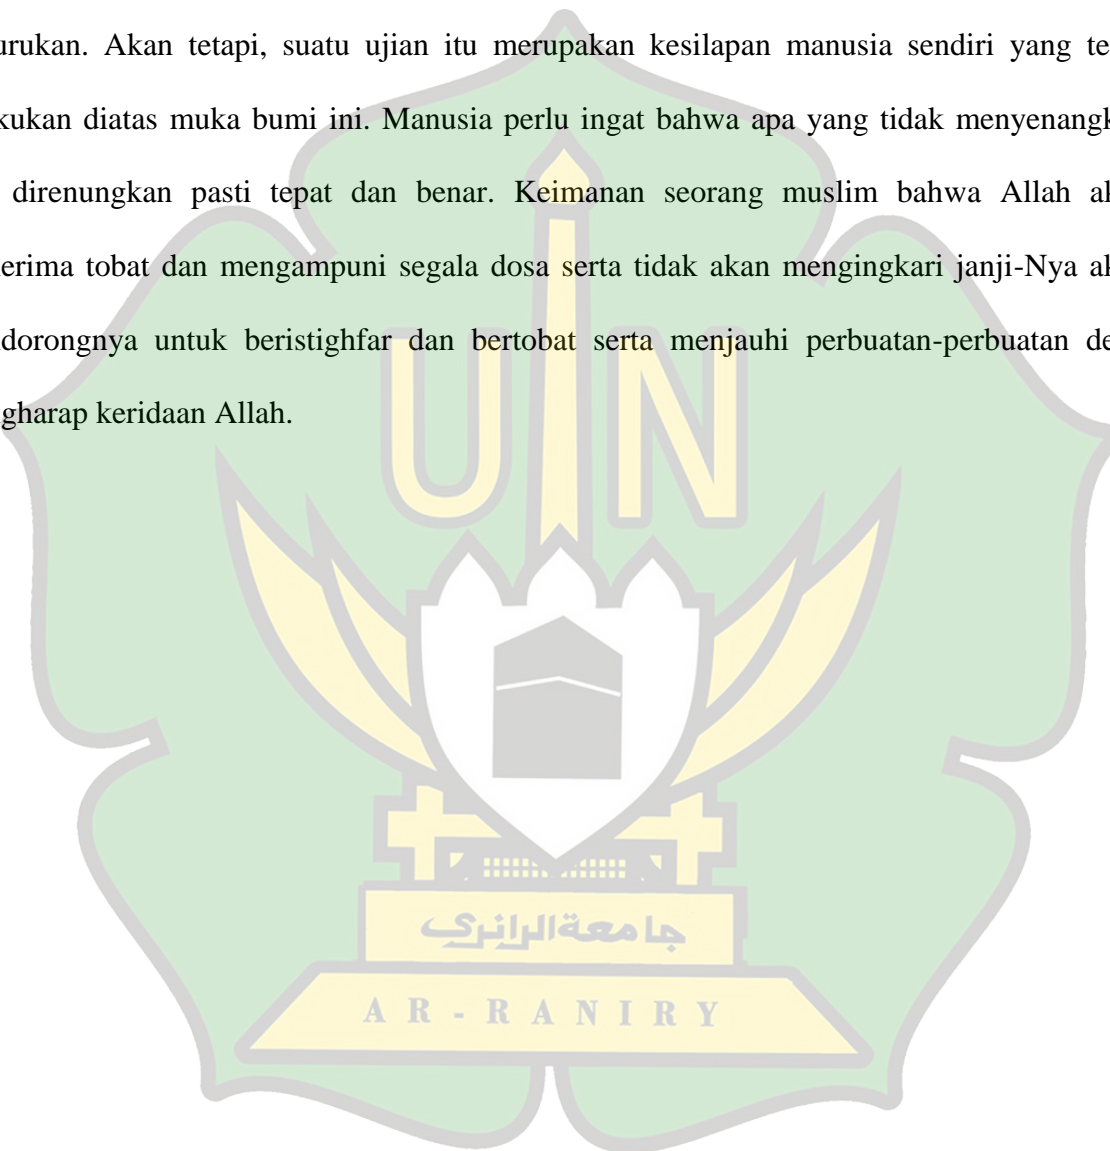 urukan. Akan tetapi, suatu ujian itu merupakan kesilapan manusia sendiri yang te
kukan diatas muka bumi ini. Manusia perlu ingat bahwa apa yang tidak menyenangk
direnungkan pasti tepat dan benar. Keimanan seorang muslim bahwa Allah ak
erima tobat dan mengampuni segala dosa serta tidak akan mengingkari janji-Nya ak
dorongnya untuk beristighfar dan bertobat serta menjauhi perbuatan-perbuatan de
gharap keridaan Allah.
UIN
جامعة الرانري
AR-RANIRY